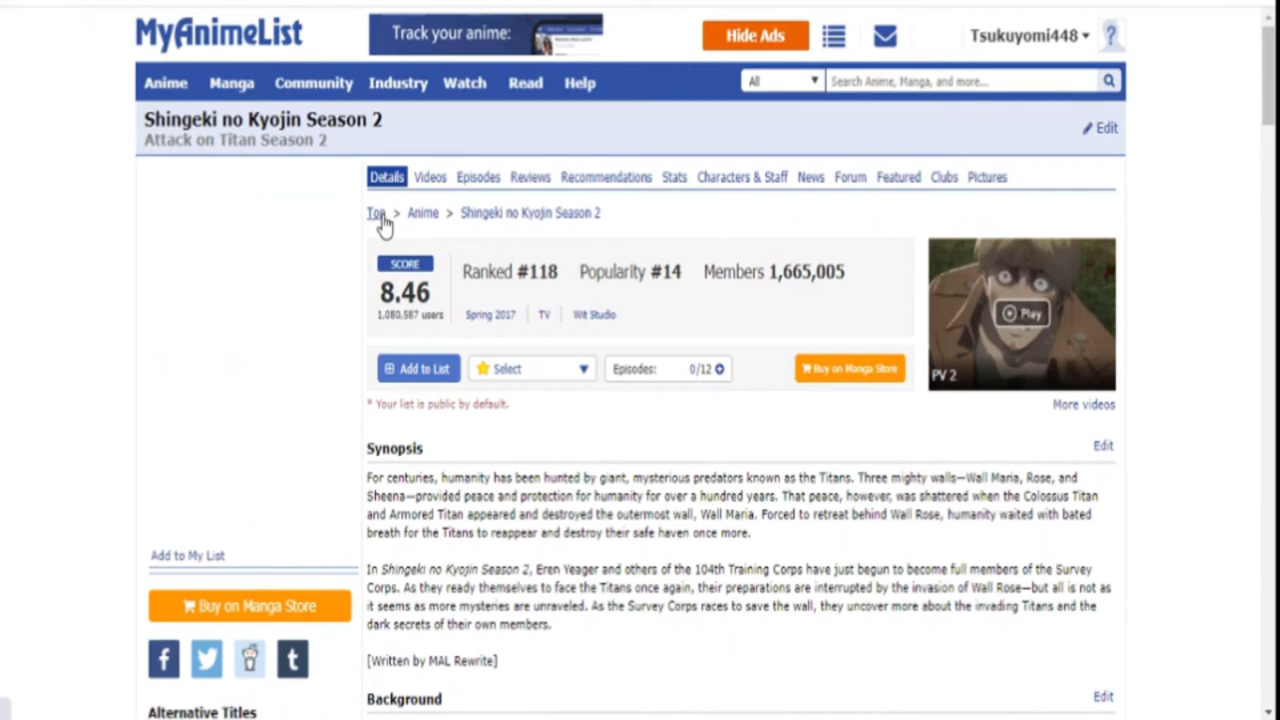 MyAnimeList
Track your anime:
Hide Ads
Tsukuyomi448
Anime Manga Community Industry Watch Read Help
All
Search Anime, Manga, and more...
Shingeki no Kyojin Season 2
Attack on Titan Season 2
Edit
Details Videos Episodes Reviews Recommendations Stats Characters & Staff News Forum Featured Clubs Pictures
Top > Anime > Shingeki no Kyojin Season 2
SCORE
8.46
1,080,587 users
Ranked #118 Popularity #14 Members 1,665,005
Spring 2017 | TV | Wit Studio
Play
PV 2
Add to List
Select
Episodes: 0/12
Buy on Manga Store
* Your list is public by default.
More videos
Synopsis
Edit
For centuries, humanity has been hunted by giant, mysterious predators known as the Titans. Three mighty walls—Wall Maria, Rose, and
Sheena—provided peace and protection for humanity for over a hundred years. That peace, however, was shattered when the Colossus Titan
and Armored Titan appeared and destroyed the outermost wall, Wall Maria. Forced to retreat behind Wall Rose, humanity waited with bated
breath for the Titans to reappear and destroy their safe haven once more.
In Shingeki no Kyojin Season 2, Eren Yeager and others of the 104th Training Corps have just begun to become full members of the Survey
Corps. As they ready themselves to face the Titans once again, their preparations are interrupted by the invasion of Wall Rose—but all is not as
it seems as more mysteries are unraveled. As the Survey Corps races to save the wall, they uncover more about the invading Titans and the
dark secrets of their own members.
[Written by MAL Rewrite]
Background
Edit
Add to My List
Buy on Manga Store
Alternative Titles